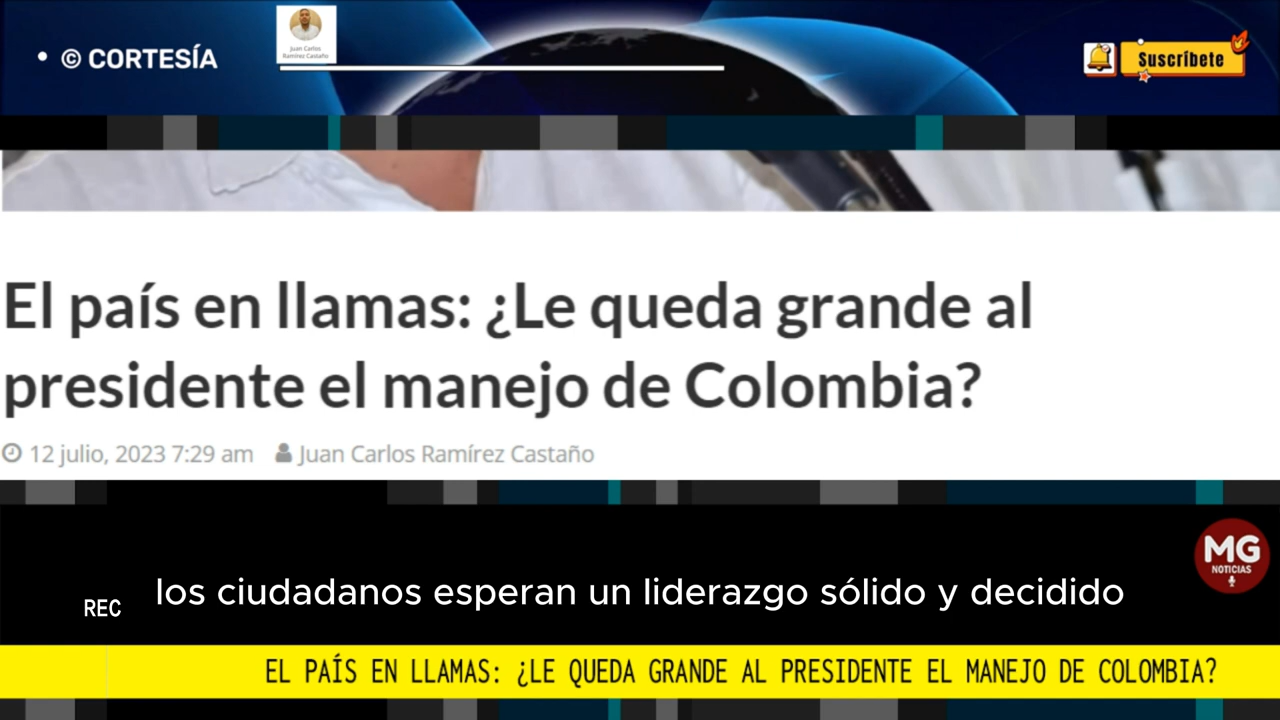 • © CORTESÍA
Juan Carlos
Ramírez Castaño
Suscríbete
El país en llamas: ¿Le queda grande al
presidente el manejo de Colombia?
12 julio, 2023 7:29 am Juan Carlos Ramírez Castaño
MG
NOTICIAS
los ciudadanos esperan un liderazgo sólido y decidido
REC
EL PAÍS EN LLAMAS: ¿LE QUEDA GRANDE AL PRESIDENTE EL MANEJO DE COLOMBIA?